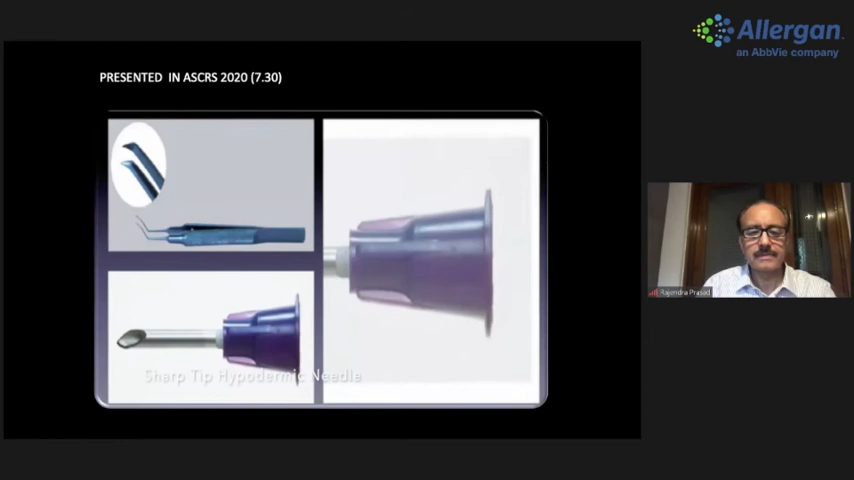 Allergan
an AbbVie company
PRESENTED IN ASCRS 2020 (7.30)
Sharp Tip Hypodermic Needle
Rajendra Prasad